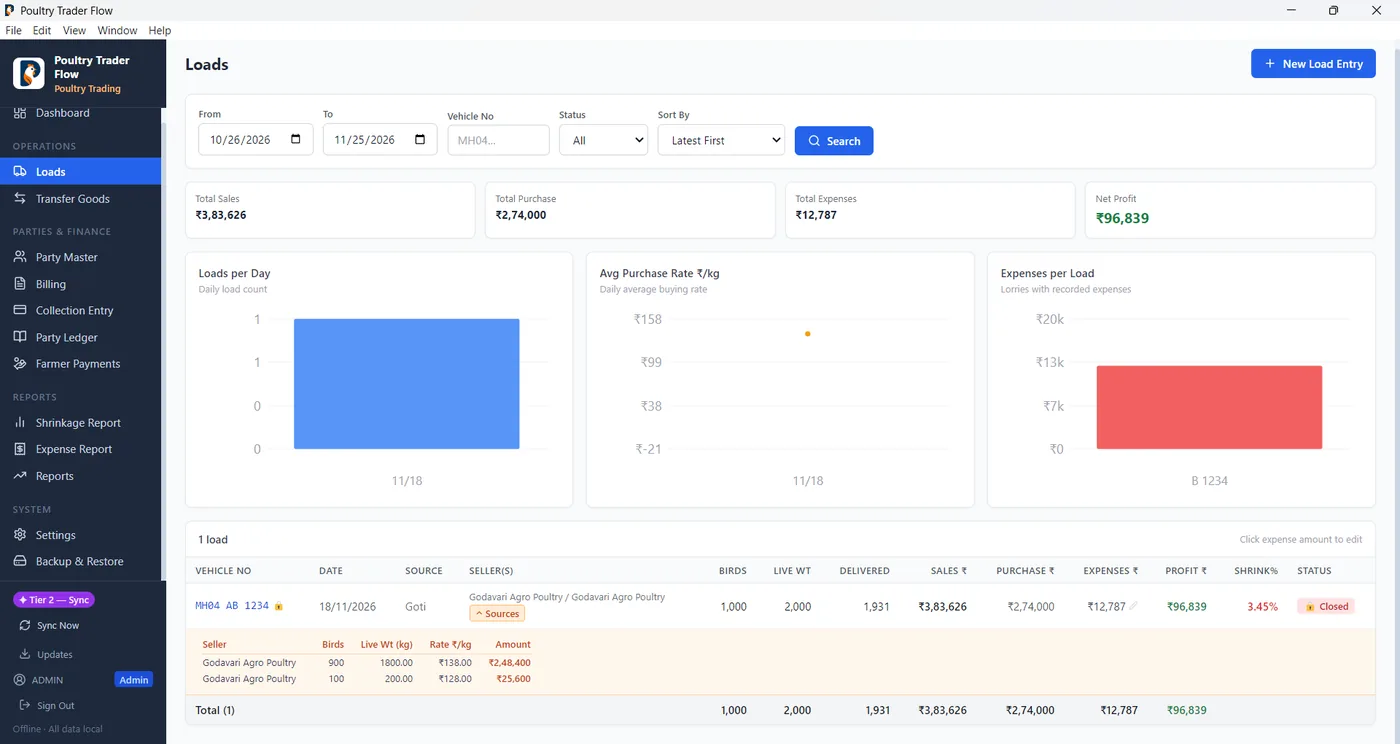 Poultry Trader Flow
File Edit View Window Help
Poultry Trader
Flow
Poultry Trading
Dashboard
OPERATIONS
Loads
Transfer Goods
PARTIES & FINANCE
Party Master
Billing
Collection Entry
Party Ledger
Farmer Payments
REPORTS
Shrinkage Report
Expense Report
Reports
SYSTEM
Settings
Backup & Restore
Tier 2 — Sync
Sync Now
Updates
ADMIN Admin
Sign Out
Offline · All data local
Loads
+ New Load Entry
From To Vehicle No Status Sort By
10/26/2026 11/25/2026 MH04... All Latest First Search
Total Sales
₹3,83,626
Total Purchase
₹2,74,000
Total Expenses
₹12,787
Net Profit
₹96,839
Loads per Day
Daily load count
1
1
0
0
11/18
Avg Purchase Rate ₹/kg
Daily average buying rate
₹158
₹99
₹38
₹-21
11/18
Expenses per Load
Lorries with recorded expenses
₹20k
₹13k
₹7k
₹0
B 1234
1 load Click expense amount to edit
VEHICLE NO DATE SOURCE SELLER(S) BIRDS LIVE WT DELIVERED SALES ₹ PURCHASE ₹ EXPENSES ₹ PROFIT ₹ SHRINK% STATUS
MH04 AB 1234 18/11/2026 Goti Godavari Agro Poultry / Godavari Agro Poultry 1,000 2,000 1,931 ₹3,83,626 ₹2,74,000 ₹12,787 ₹96,839 3.45% Closed
Sources
Seller Birds Live Wt (kg) Rate ₹/kg Amount
Godavari Agro Poultry 900 1800.00 ₹138.00 ₹2,48,400
Godavari Agro Poultry 100 200.00 ₹128.00 ₹25,600
Total (1) 1,000 2,000 1,931 ₹3,83,626 ₹2,74,000 ₹12,787 ₹96,839